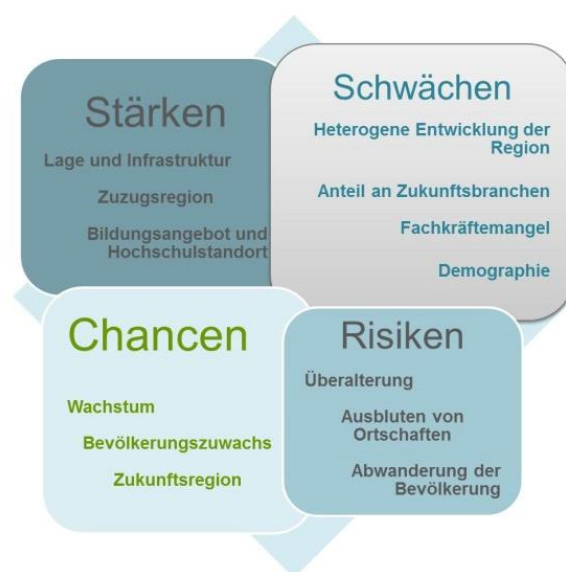 Stärken
Lage und Infrastruktur
Zuzugsregion
Bildungsangebot und
Hochschulstandort
Schwächen
Heterogene Entwicklung der
Region
Anteil an Zukunftsbranchen
Fachkräftemangel
Demographie
Chancen
Wachstum
Bevölkerungszuwachs
Zukunftsregion
Risiken
Überalterung
Ausbluten von
Ortschaften
Abwanderung der
Bevölkerung